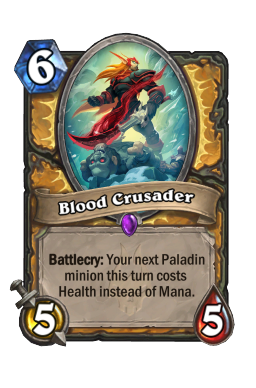 6
Blood Crusader
Battlecry: Your next Paladin
minion this turn costs
Health instead of Mana.
5 5